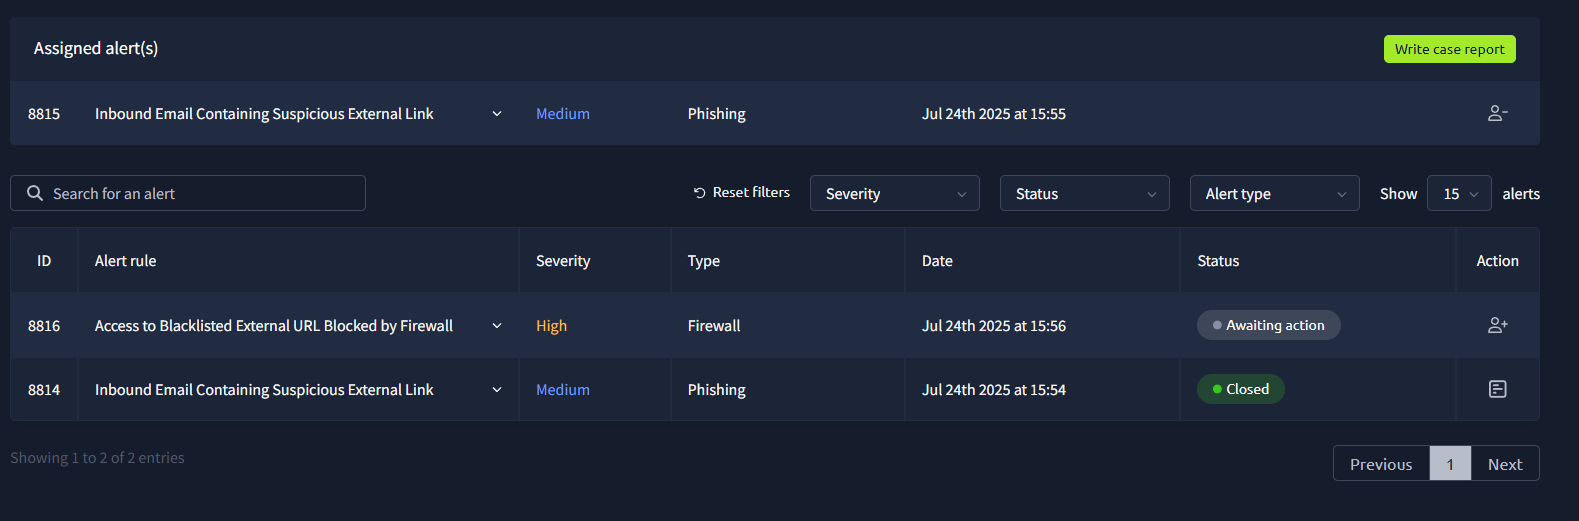 Assigned alert(s)
Write case report
8815 Inbound Email Containing Suspicious External Link Medium Phishing Jul 24th 2025 at 15:55
Search for an alert Reset filters Severity Status Alert type Show 15 alerts
ID Alert rule Severity Type Date Status Action
8816 Access to Blacklisted External URL Blocked by Firewall High Firewall Jul 24th 2025 at 15:56 Awaiting action
8814 Inbound Email Containing Suspicious External Link Medium Phishing Jul 24th 2025 at 15:54 Closed
Showing 1 to 2 of 2 entries
Previous 1 Next